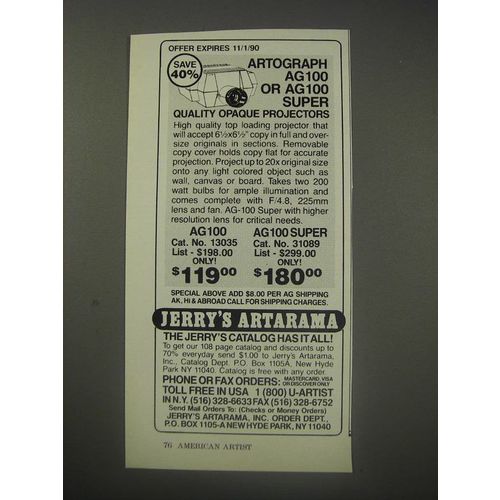 OFFER EXPIRES 11/1/90
SAVE
40%
ARTOGRAPH
AG100
OR AG100
SUPER
QUALITY OPAQUE PROJECTORS
High quality top loading projector that
will accept 6½x6½" copy in full and over-
size originals in sections. Removable
copy cover holds copy flat for accurate
projection. Project up to 20x original size
onto any light colored object such as
wall, canvas or board. Takes two 200
watt bulbs for ample illumination and
comes complete with F/4.8, 225mm
lens and fan. AG-100 Super with higher
resolution lens for critical needs.
AG100 AG100 SUPER
Cat. No. 13035 Cat. No. 31089
List - $198.00 List - $299.00
ONLY! ONLY!
$119⁰⁰ $180⁰⁰
SPECIAL ABOVE ADD $8.00 PER AG SHIPPING
AK, HI & ABROAD CALL FOR SHIPPING CHARGES.
JERRY'S ARTARAMA
THE JERRY'S CATALOG HAS IT ALL!
To get our 108 page catalog and discounts up to
70% everyday send $1.00 to Jerry's Artarama,
Inc., Catalog Dept. P.O. Box 1105A, New Hyde
Park NY 11040. Catalog is free with any order.
PHONE OR FAX ORDERS: MASTERCARD VISA
OR DISCOVER ONLY
TOLL FREE IN USA 1 (800) U-ARTIST
IN N.Y. (516) 328-6633 FAX (516) 328-6752
Send Mail Orders To: (Checks or Money Orders)
JERRY'S ARTARAMA, INC. ORDER DEPT.,
P.O. BOX 1105-A NEW HYDE PARK, NY 11040
76 AMERICAN ARTIST